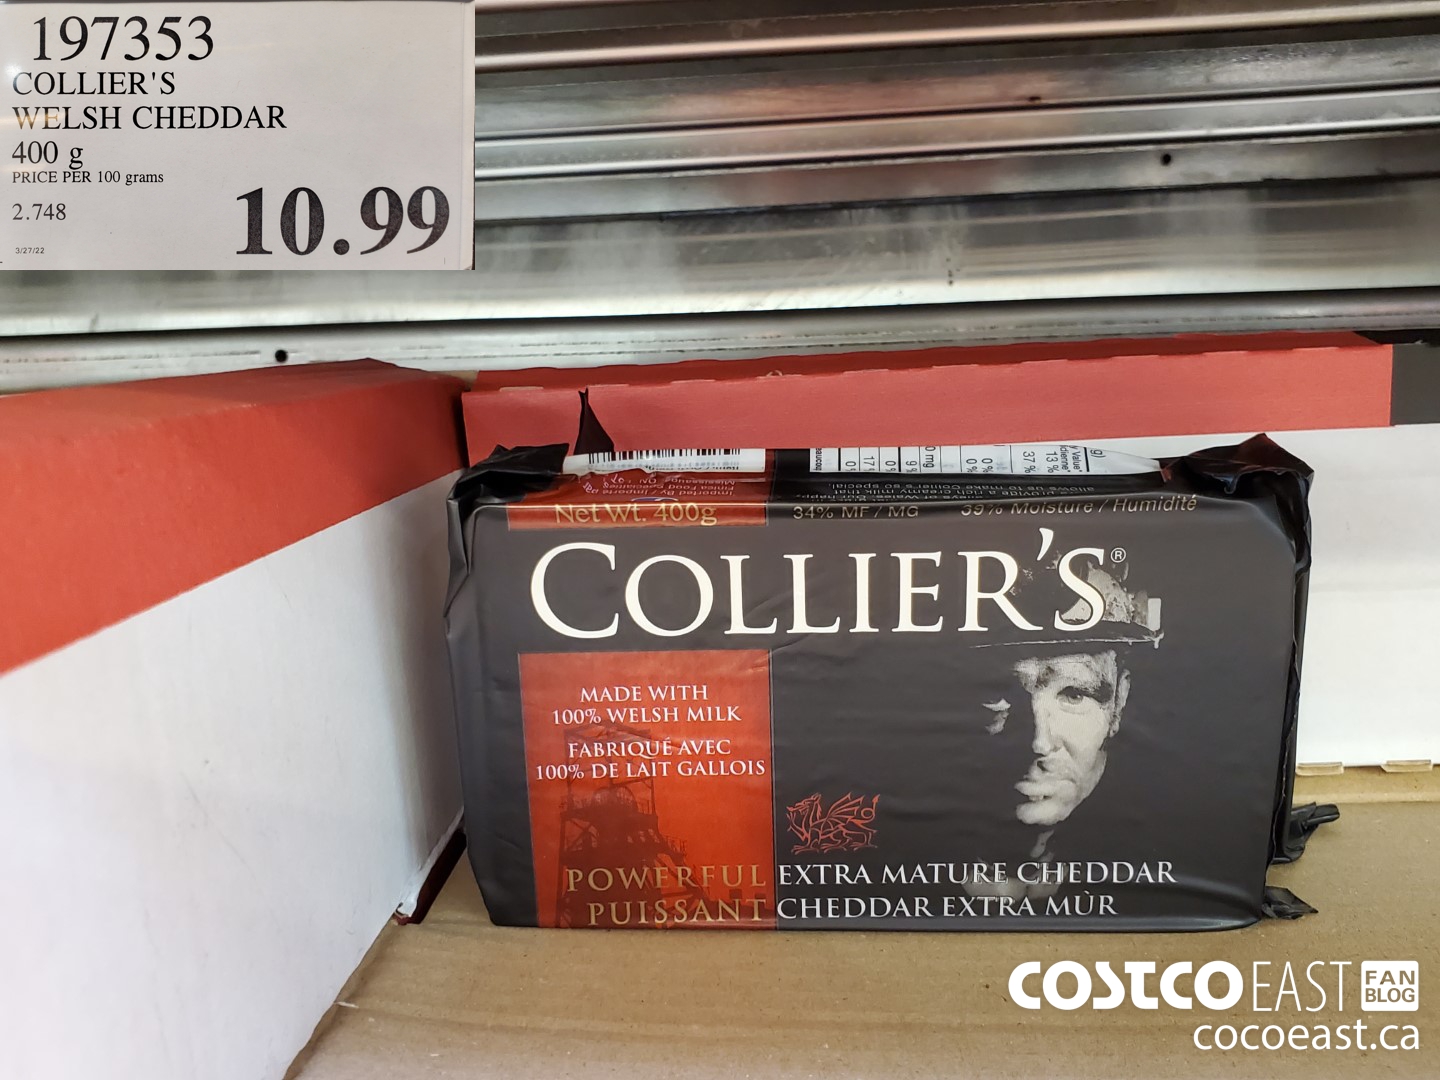 197353
COLLIER'S
WELSH CHEDDAR
400 g
PRICE PER 100 grams
2.748
10.99
3/27/22
Net Wt. 400g
34% MF / MG
39% Moisture / Humidité
COLLIER'S®
MADE WITH
100% WELSH MILK
FABRIQUÉ AVEC
100% DE LAIT GALLOIS
POWERFUL EXTRA MATURE CHEDDAR
PUISSANT CHEDDAR EXTRA MÙR
COSTCO EAST FAN BLOG
cocoeast.ca